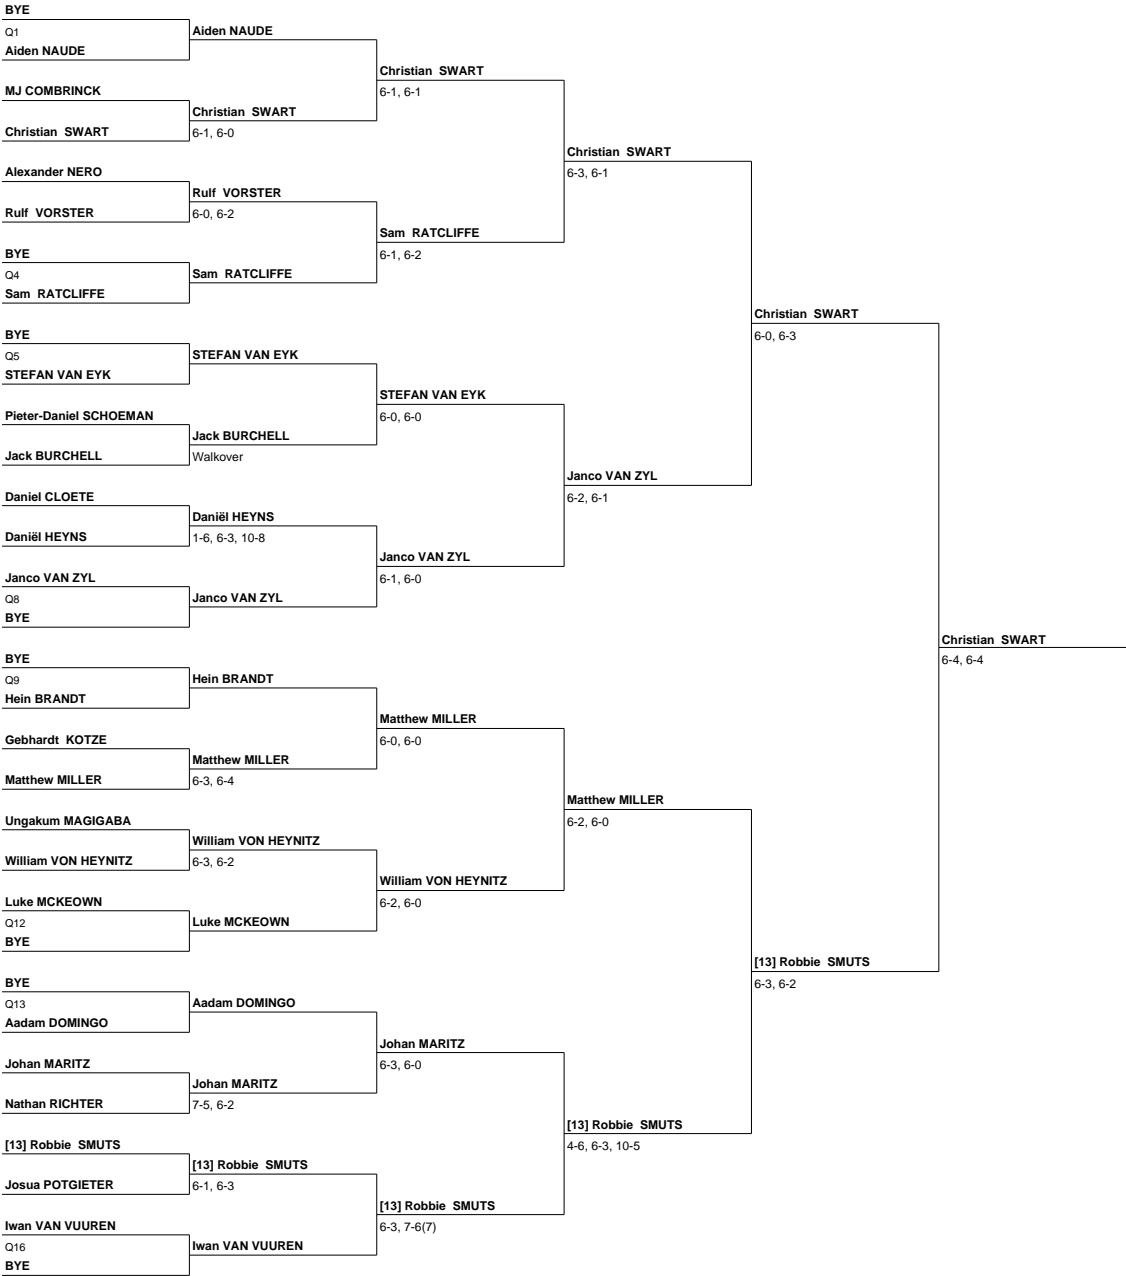 BYE
Q1
Aiden NAUDE
MJ COMBRINCK
Christian SWART
Alexander NERO
Rulf VORSTER
BYE
Q4
Sam RATCLIFFE
BYE
Q5
STEFAN VAN EYK
Pieter-Daniel SCHOEMAN
Jack BURCHELL
Daniel CLOETE
Daniël HEYNS
Janco VAN ZYL
Q8
BYE
BYE
Q9
Hein BRANDT
Gebhardt KOTZE
Matthew MILLER
Ungakum MAGIGABA
William VON HEYNITZ
Luke MCKEOWN
Q12
BYE
BYE
Q13
Aadam DOMINGO
Johan MARITZ
Nathan RICHTER
[13] Robbie SMUTS
Josua POTGIETER
Iwan VAN VUUREN
Q16
BYE
Aiden NAUDE
Christian SWART
6-1, 6-0
Rulf VORSTER
6-0, 6-2
Sam RATCLIFFE
STEFAN VAN EYK
Jack BURCHELL
Walkover
Daniël HEYNS
1-6, 6-3, 10-8
Janco VAN ZYL
Hein BRANDT
Matthew MILLER
6-3, 6-4
William VON HEYNITZ
6-3, 6-2
Luke MCKEOWN
Aadam DOMINGO
Johan MARITZ
7-5, 6-2
[13] Robbie SMUTS
6-1, 6-3
Iwan VAN VUUREN
Christian SWART
6-1, 6-1
Sam RATCLIFFE
6-1, 6-2
STEFAN VAN EYK
6-0, 6-0
Janco VAN ZYL
6-1, 6-0
Matthew MILLER
6-0, 6-0
William VON HEYNITZ
6-2, 6-0
Johan MARITZ
6-3, 6-0
[13] Robbie SMUTS
6-3, 7-6(7)
Christian SWART
6-3, 6-1
Janco VAN ZYL
6-2, 6-1
Matthew MILLER
6-2, 6-0
[13] Robbie SMUTS
4-6, 6-3, 10-5
Christian SWART
6-0, 6-3
[13] Robbie SMUTS
6-3, 6-2
Christian SWART
6-4, 6-4